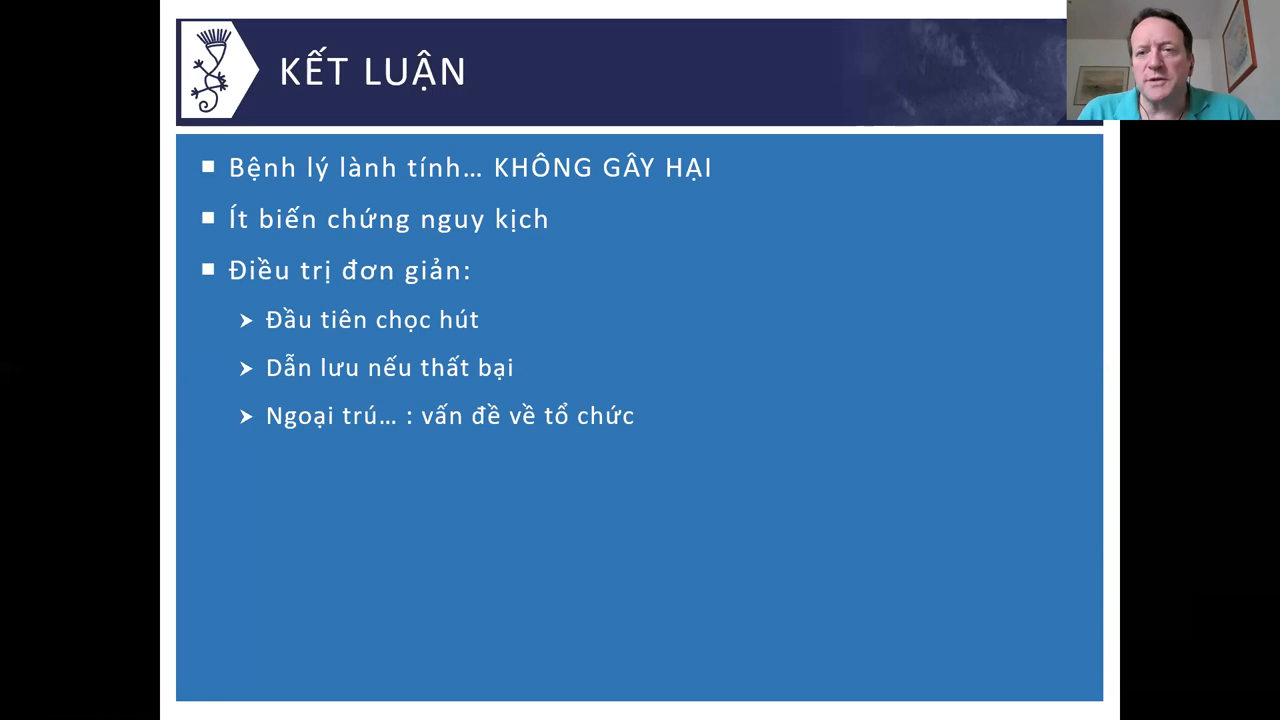 KẾT LUẬN
Bệnh lý lành tính... KHÔNG GÂY HẠI
Ít biến chứng nguy kịch
Điều trị đơn giản:
Đầu tiên chọc hút
Dẫn lưu nếu thất bại
Ngoại trú... : vấn đề về tổ chức